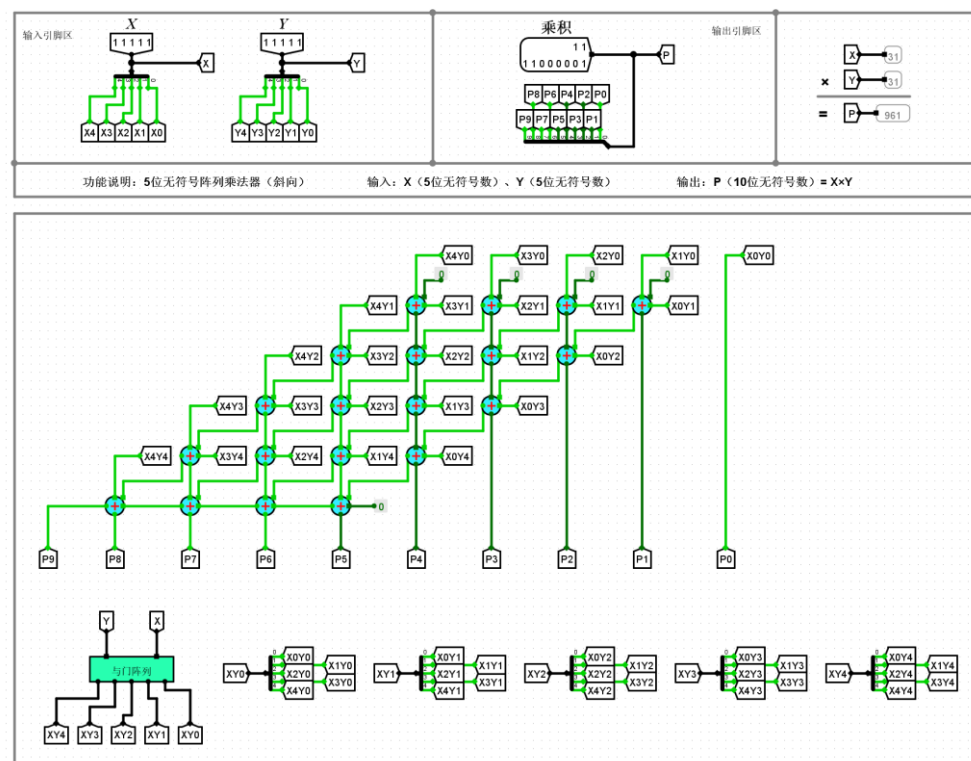 输入引脚区
X
11111
X
X4 X3 X2 X1 X0
Y
11111
Y
Y4 Y3 Y2 Y1 Y0
乘积
11
11000001
P
P8 P6 P4 P2 P0
P9 P7 P5 P3 P1
输出引脚区
X 31
× Y 31
= P 961
功能说明：5位无符号阵列乘法器（斜向） 输入：X（5位无符号数）、Y（5位无符号数） 输出：P（10位无符号数）= X×Y
X4Y0 X3Y0 X2Y0 X1Y0 X0Y0
0 0 0 0
X4Y1 X3Y1 X2Y1 X1Y1 X0Y1
X4Y2 X3Y2 X2Y2 X1Y2 X0Y2
X4Y3 X3Y3 X2Y3 X1Y3 X0Y3
X4Y4 X3Y4 X2Y4 X1Y4 X0Y4
0
P9 P8 P7 P6 P5 P4 P3 P2 P1 P0
Y X
与门阵列
XY4 XY3 XY2 XY1 XY0
XY0
X0Y0
X1Y0
X2Y0
X3Y0
X4Y0
XY1
X0Y1
X1Y1
X2Y1
X3Y1
X4Y1
XY2
X0Y2
X1Y2
X2Y2
X3Y2
X4Y2
XY3
X0Y3
X1Y3
X2Y3
X3Y3
X4Y3
XY4
X0Y4
X1Y4
X2Y4
X3Y4
X4Y4